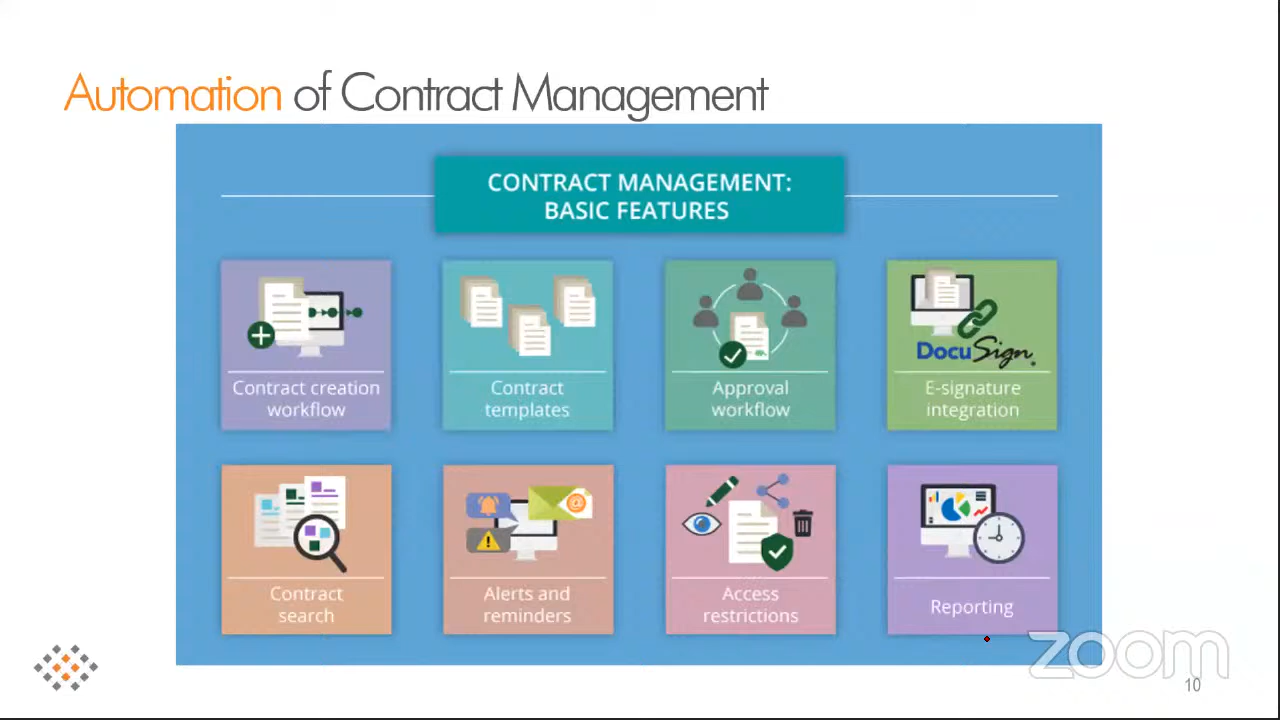 Automation of Contract Management
CONTRACT MANAGEMENT:
BASIC FEATURES
DocuSign
Contract creation
workflow
Contract
templates
Approval
workflow
E-signature
integration
Contract
search
Alerts and
reminders
Access
restrictions
Reporting
zoom
10